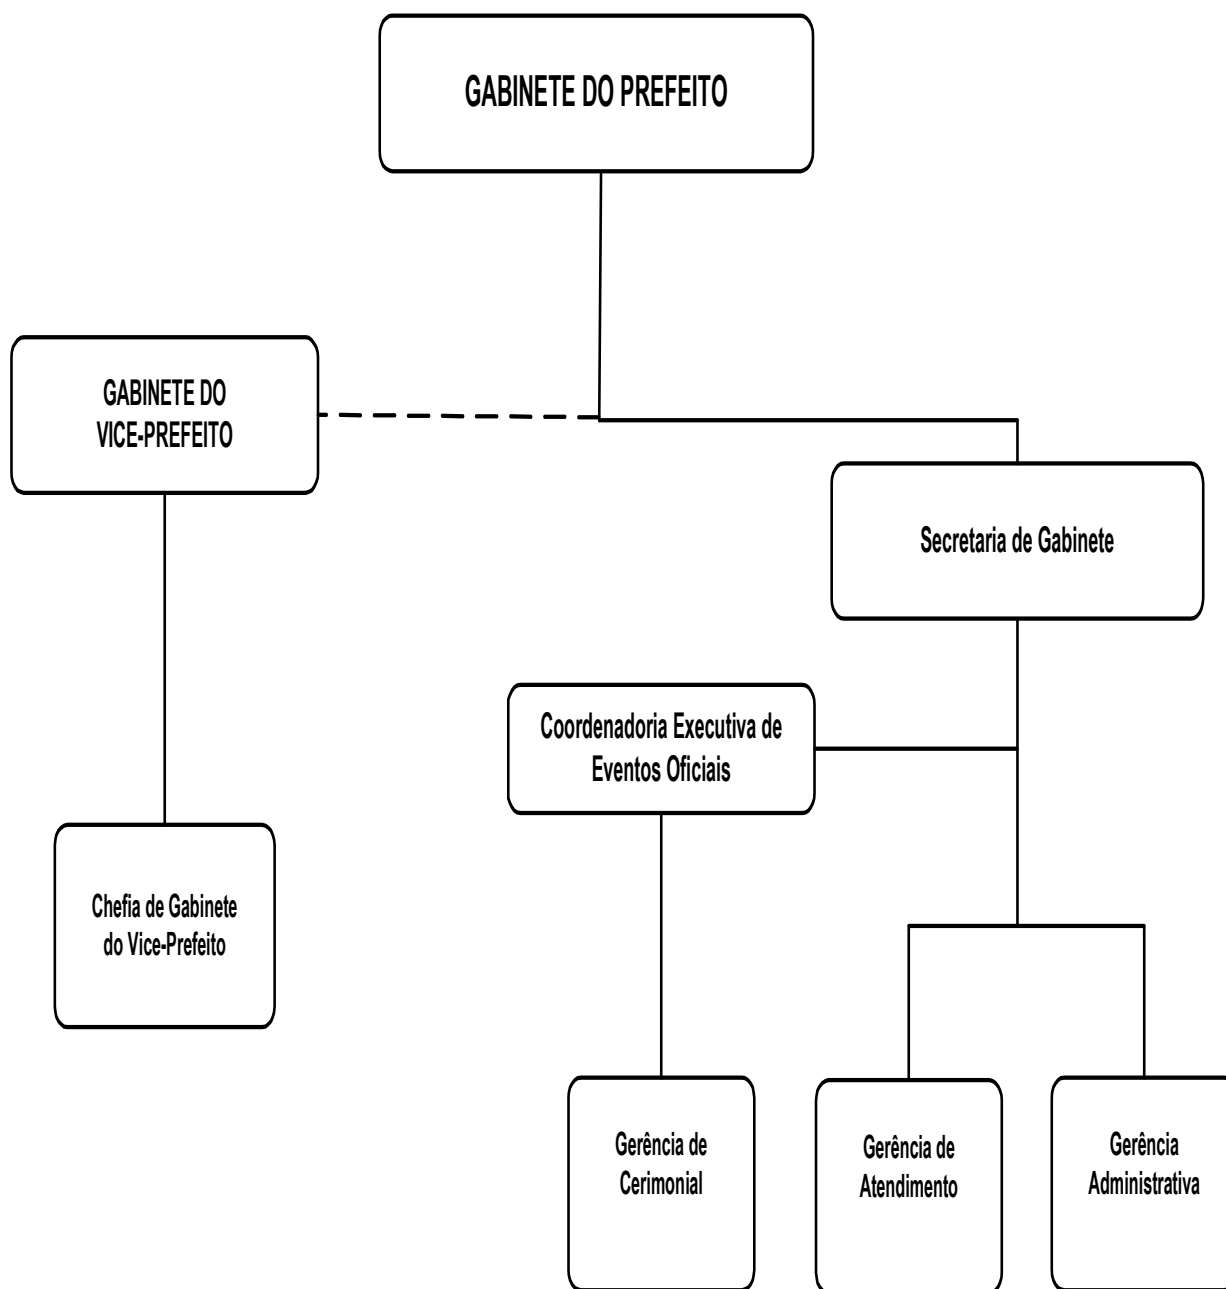 GABINETE DO PREFEITO
GABINETE DO
VICE-PREFEITO
Secretaria de Gabinete
Coordenadoria Executiva de
Eventos Oficiais
Chefia de Gabinete
do Vice-Prefeito
Gerência de
Cerimonial
Gerência de
Atendimento
Gerência
Administrativa